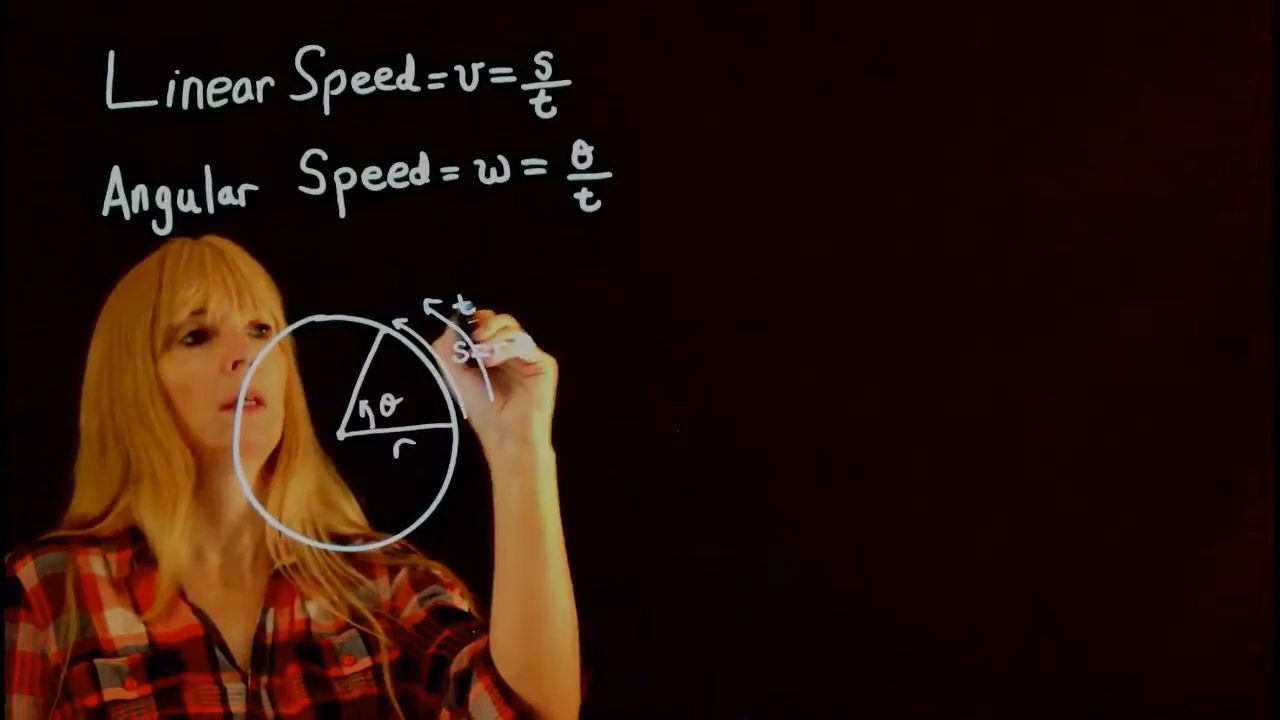 Linear Speed = v = s/t
Angular Speed = w = θ/t
t
s = r
θ
r